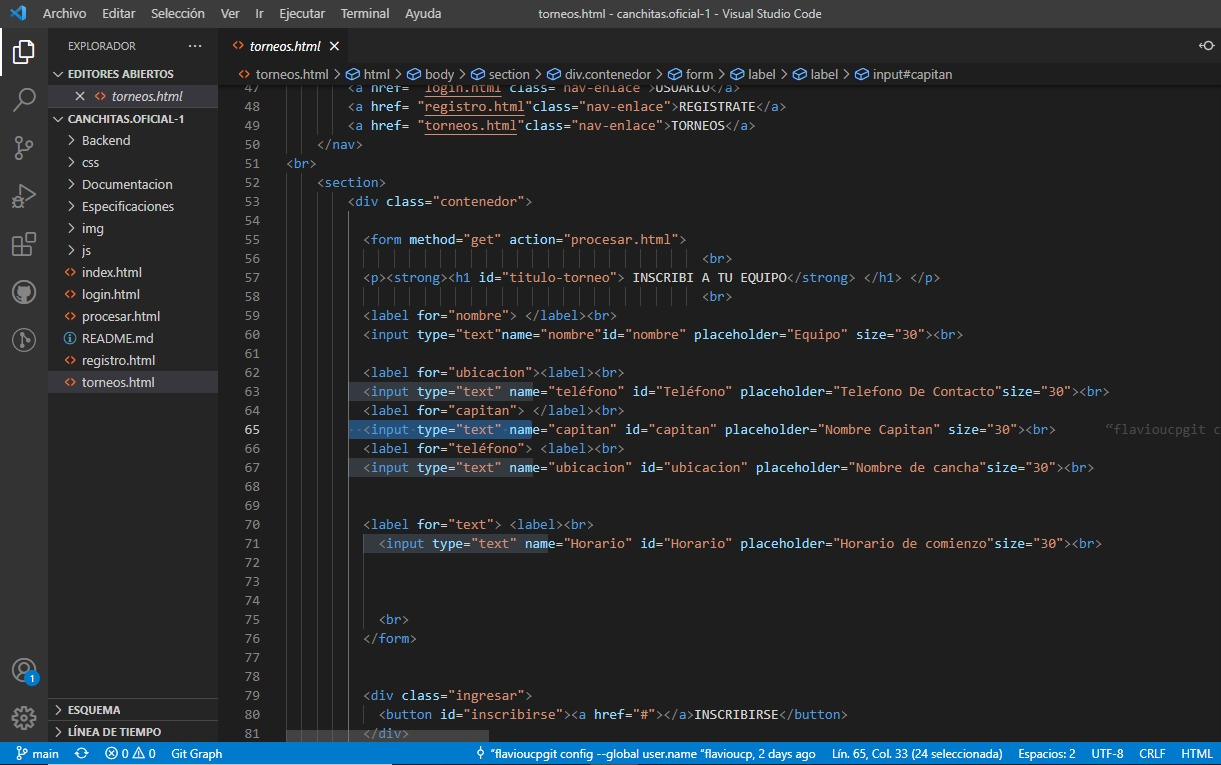 Archivo Editar Selección Ver Ir Ejecutar Terminal Ayuda torneos.html - canchitas.oficial-1 - Visual Studio Code
EXPLORADOR ···
EDITORES ABIERTOS
torneos.html
CANCHITAS.OFICIAL-1
Backend
css
Documentacion
Especificaciones
img
js
index.html
login.html
procesar.html
README.md
registro.html
torneos.html
ESQUEMA
LÍNEA DE TIEMPO
1
torneos.html
torneos.html > html > body > section > div.contenedor > form > label > label > input#capitan
47 <a href= "login.html"class="nav-enlace">USUARIO</a>
48 <a href= "registro.html"class="nav-enlace">REGISTRATE</a>
49 <a href= "torneos.html"class="nav-enlace">TORNEOS</a>
50 </nav>
51 <br>
52 <section>
53 <div class="contenedor">
54
55 <form method="get" action="procesar.html">
56 <br>
57 <p><strong><h1 id="titulo-torneo"> INSCRIBI A TU EQUIPO</strong> </h1> </p>
58 <br>
59 <label for="nombre"> </label><br>
60 <input type="text"name="nombre"id="nombre" placeholder="Equipo" size="30"><br>
61
62 <label for="ubicacion"><label><br>
63 <input type="text" name="teléfono" id="Teléfono" placeholder="Telefono De Contacto"size="30"><br>
64 <label for="capitan"> </label><br>
65 <input type="text" name="capitan" id="capitan" placeholder="Nombre Capitan" size="30"><br> "flavioucpgit c
66 <label for="teléfono"> <label><br>
67 <input type="text" name="ubicacion" id="ubicacion" placeholder="Nombre de cancha"size="30"><br>
68
69
70 <label for="text"> <label><br>
71 <input type="text" name="Horario" id="Horario" placeholder="Horario de comienzo"size="30"><br>
72
73
74
75 <br>
76 </form>
77
78
79 <div class="ingresar">
80 <button id="inscribirse"><a href="#"></a>INSCRIBIRSE</button>
81 </div>
main 0 0 Git Graph "flavioucpgit config --global user.name "flavioucp, 2 days ago Lín. 65, Col. 33 (24 seleccionada) Espacios: 2 UTF-8 CRLF HTML